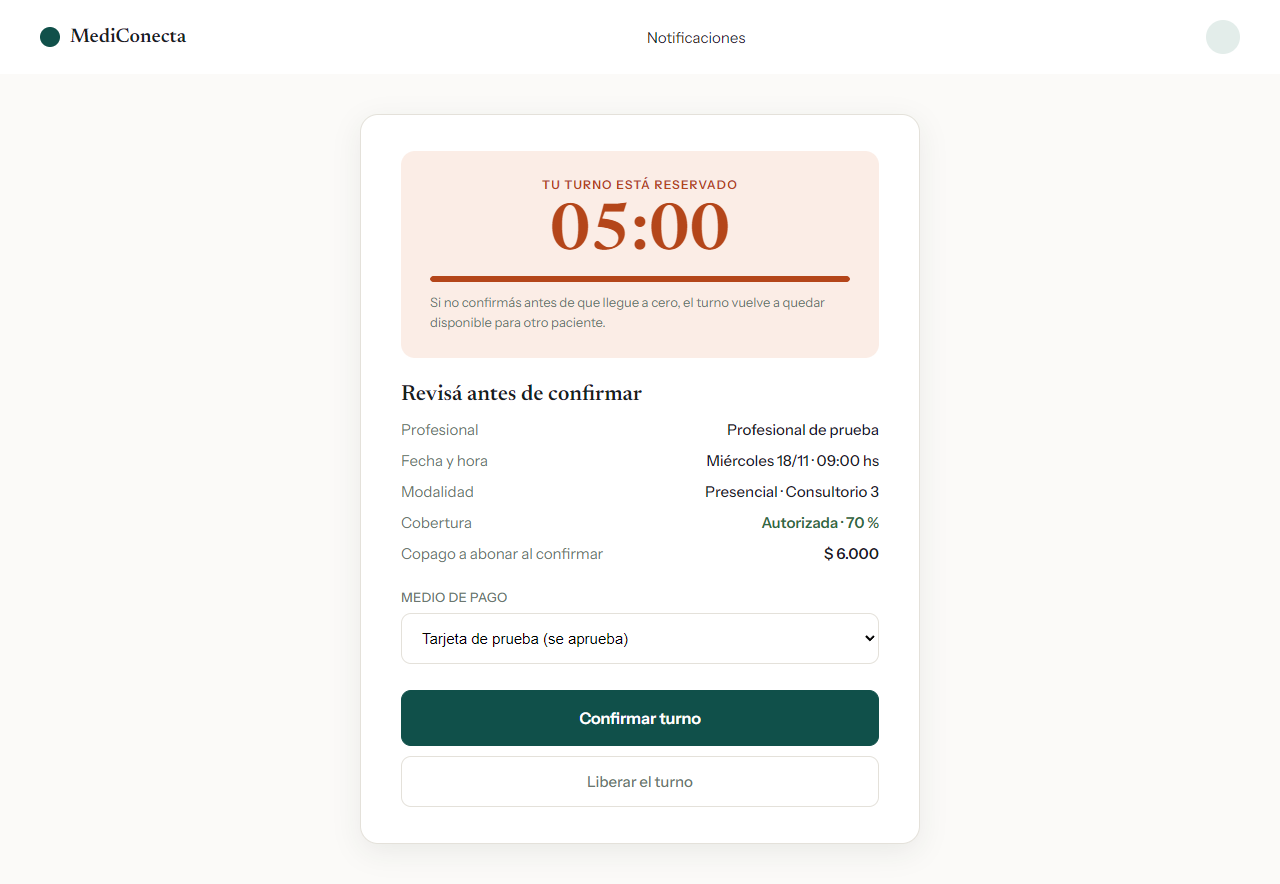 MediConecta
Notificaciones
TU TURNO ESTÁ RESERVADO
05:00
Si no confirmás antes de que llegue a cero, el turno vuelve a quedar
disponible para otro paciente.
Revisá antes de confirmar
Profesional Profesional de prueba
Fecha y hora Miércoles 18/11 · 09:00 hs
Modalidad Presencial · Consultorio 3
Cobertura Autorizada · 70 %
Copago a abonar al confirmar $ 6.000
MEDIO DE PAGO
Tarjeta de prueba (se aprueba)
Confirmar turno
Liberar el turno